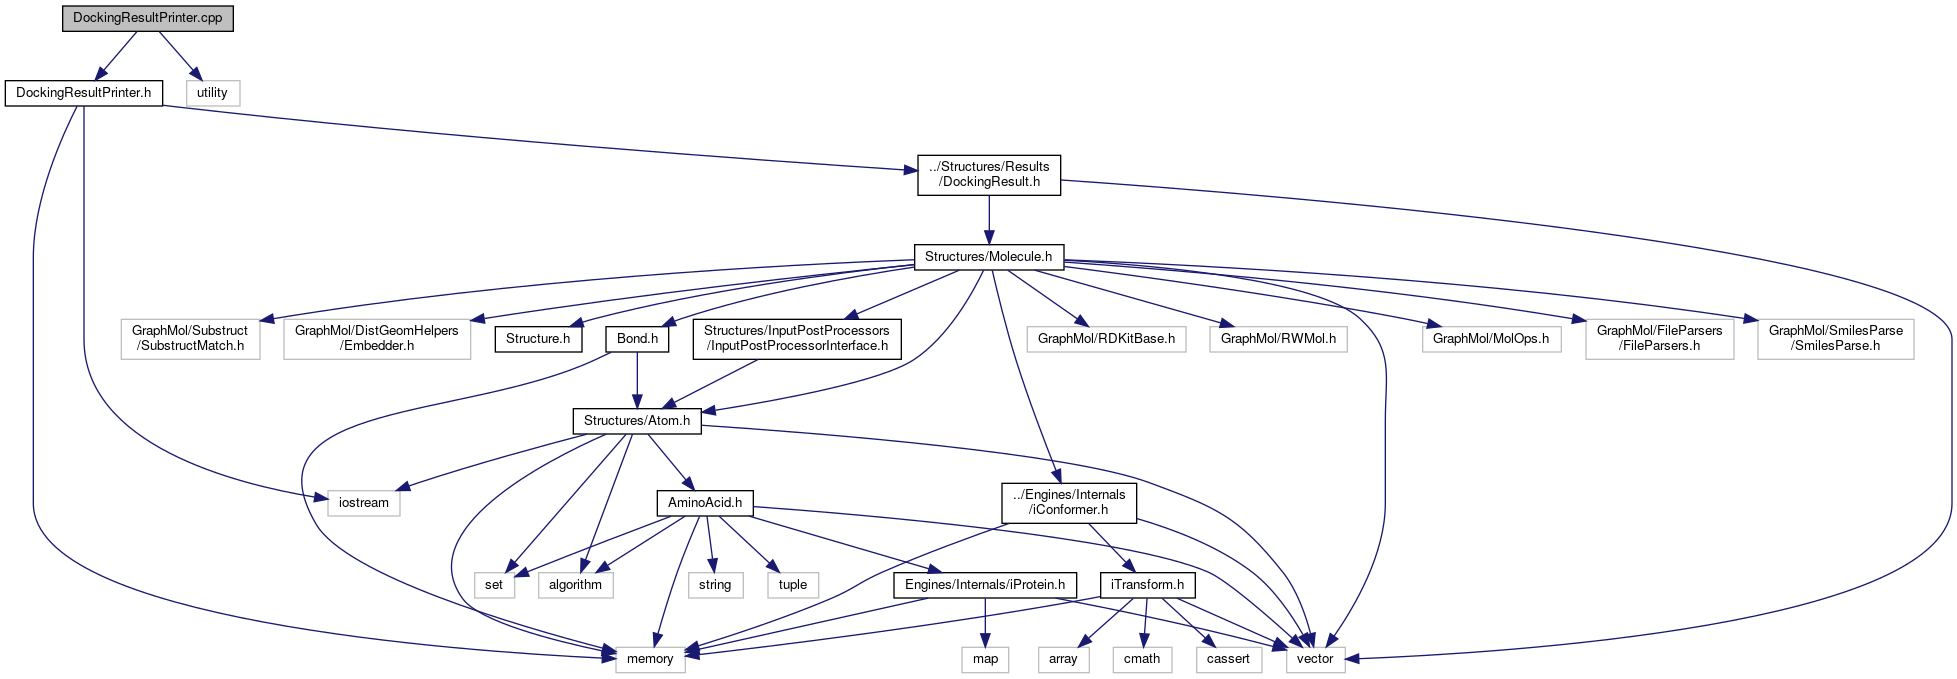 DockingResultPrinter.cpp
DockingResultPrinter.h
utility
../Structures/Results
/DockingResult.h
Structures/Molecule.h
GraphMol/Substruct
/SubstructMatch.h
GraphMol/DistGeomHelpers
/Embedder.h
Structure.h
Bond.h
Structures/InputPostProcessors
/InputPostProcessorInterface.h
GraphMol/RDKitBase.h
GraphMol/RWMol.h
GraphMol/MolOps.h
GraphMol/FileParsers
/FileParsers.h
GraphMol/SmilesParse
/SmilesParse.h
Structures/Atom.h
iostream
AminoAcid.h
../Engines/Internals
/iConformer.h
set
algorithm
string
tuple
Engines/Internals/iProtein.h
iTransform.h
memory
map
array
cmath
cassert
vector